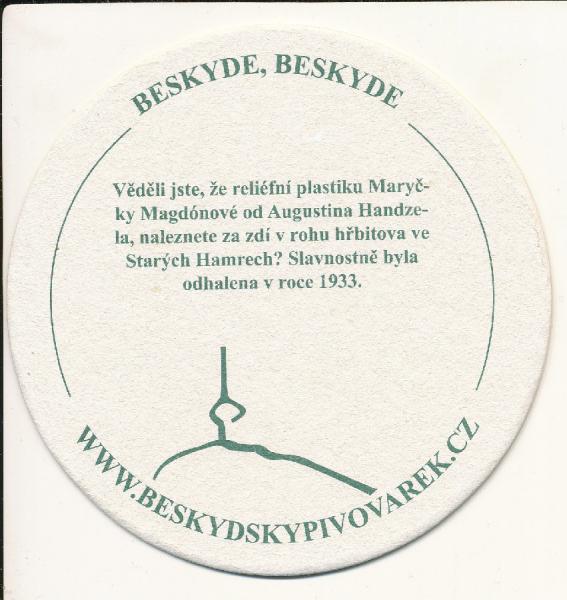 BESKYDE, BESKYDE
Věděli jste, že reliéfní plastiku Maryč-
ky Magdónové od Augustina Handze-
la, naleznete za zdí v rohu hřbitova ve
Starých Hamrech? Slavnostně byla
odhalena v roce 1933.
WWW.BESKYDSKYPIVOVAREK.CZ